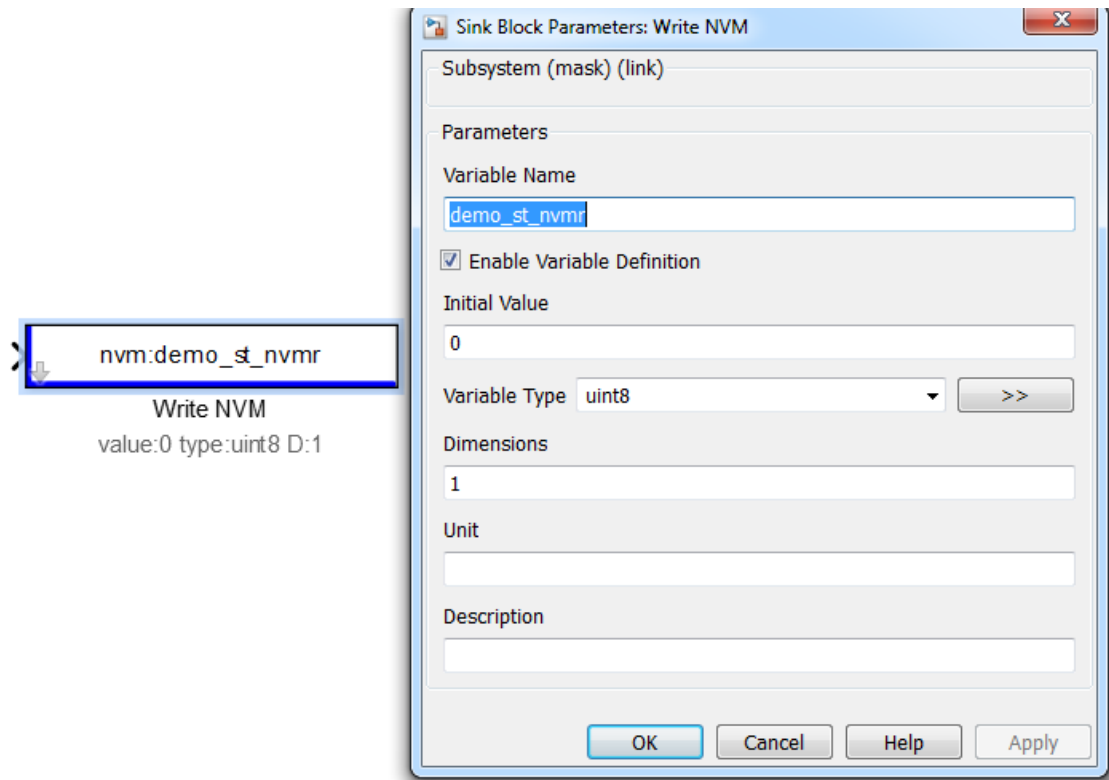 Sink Block Parameters: Write NVM
Subsystem (mask) (link)
Parameters
Variable Name
demo_st_nvmr
Enable Variable Definition
Initial Value
0
Variable Type uint8 >>
Dimensions
1
Unit
Description
OK Cancel Help Apply
nvm:demo_st_nvmr
Write NVM
value:0 type:uint8 D:1